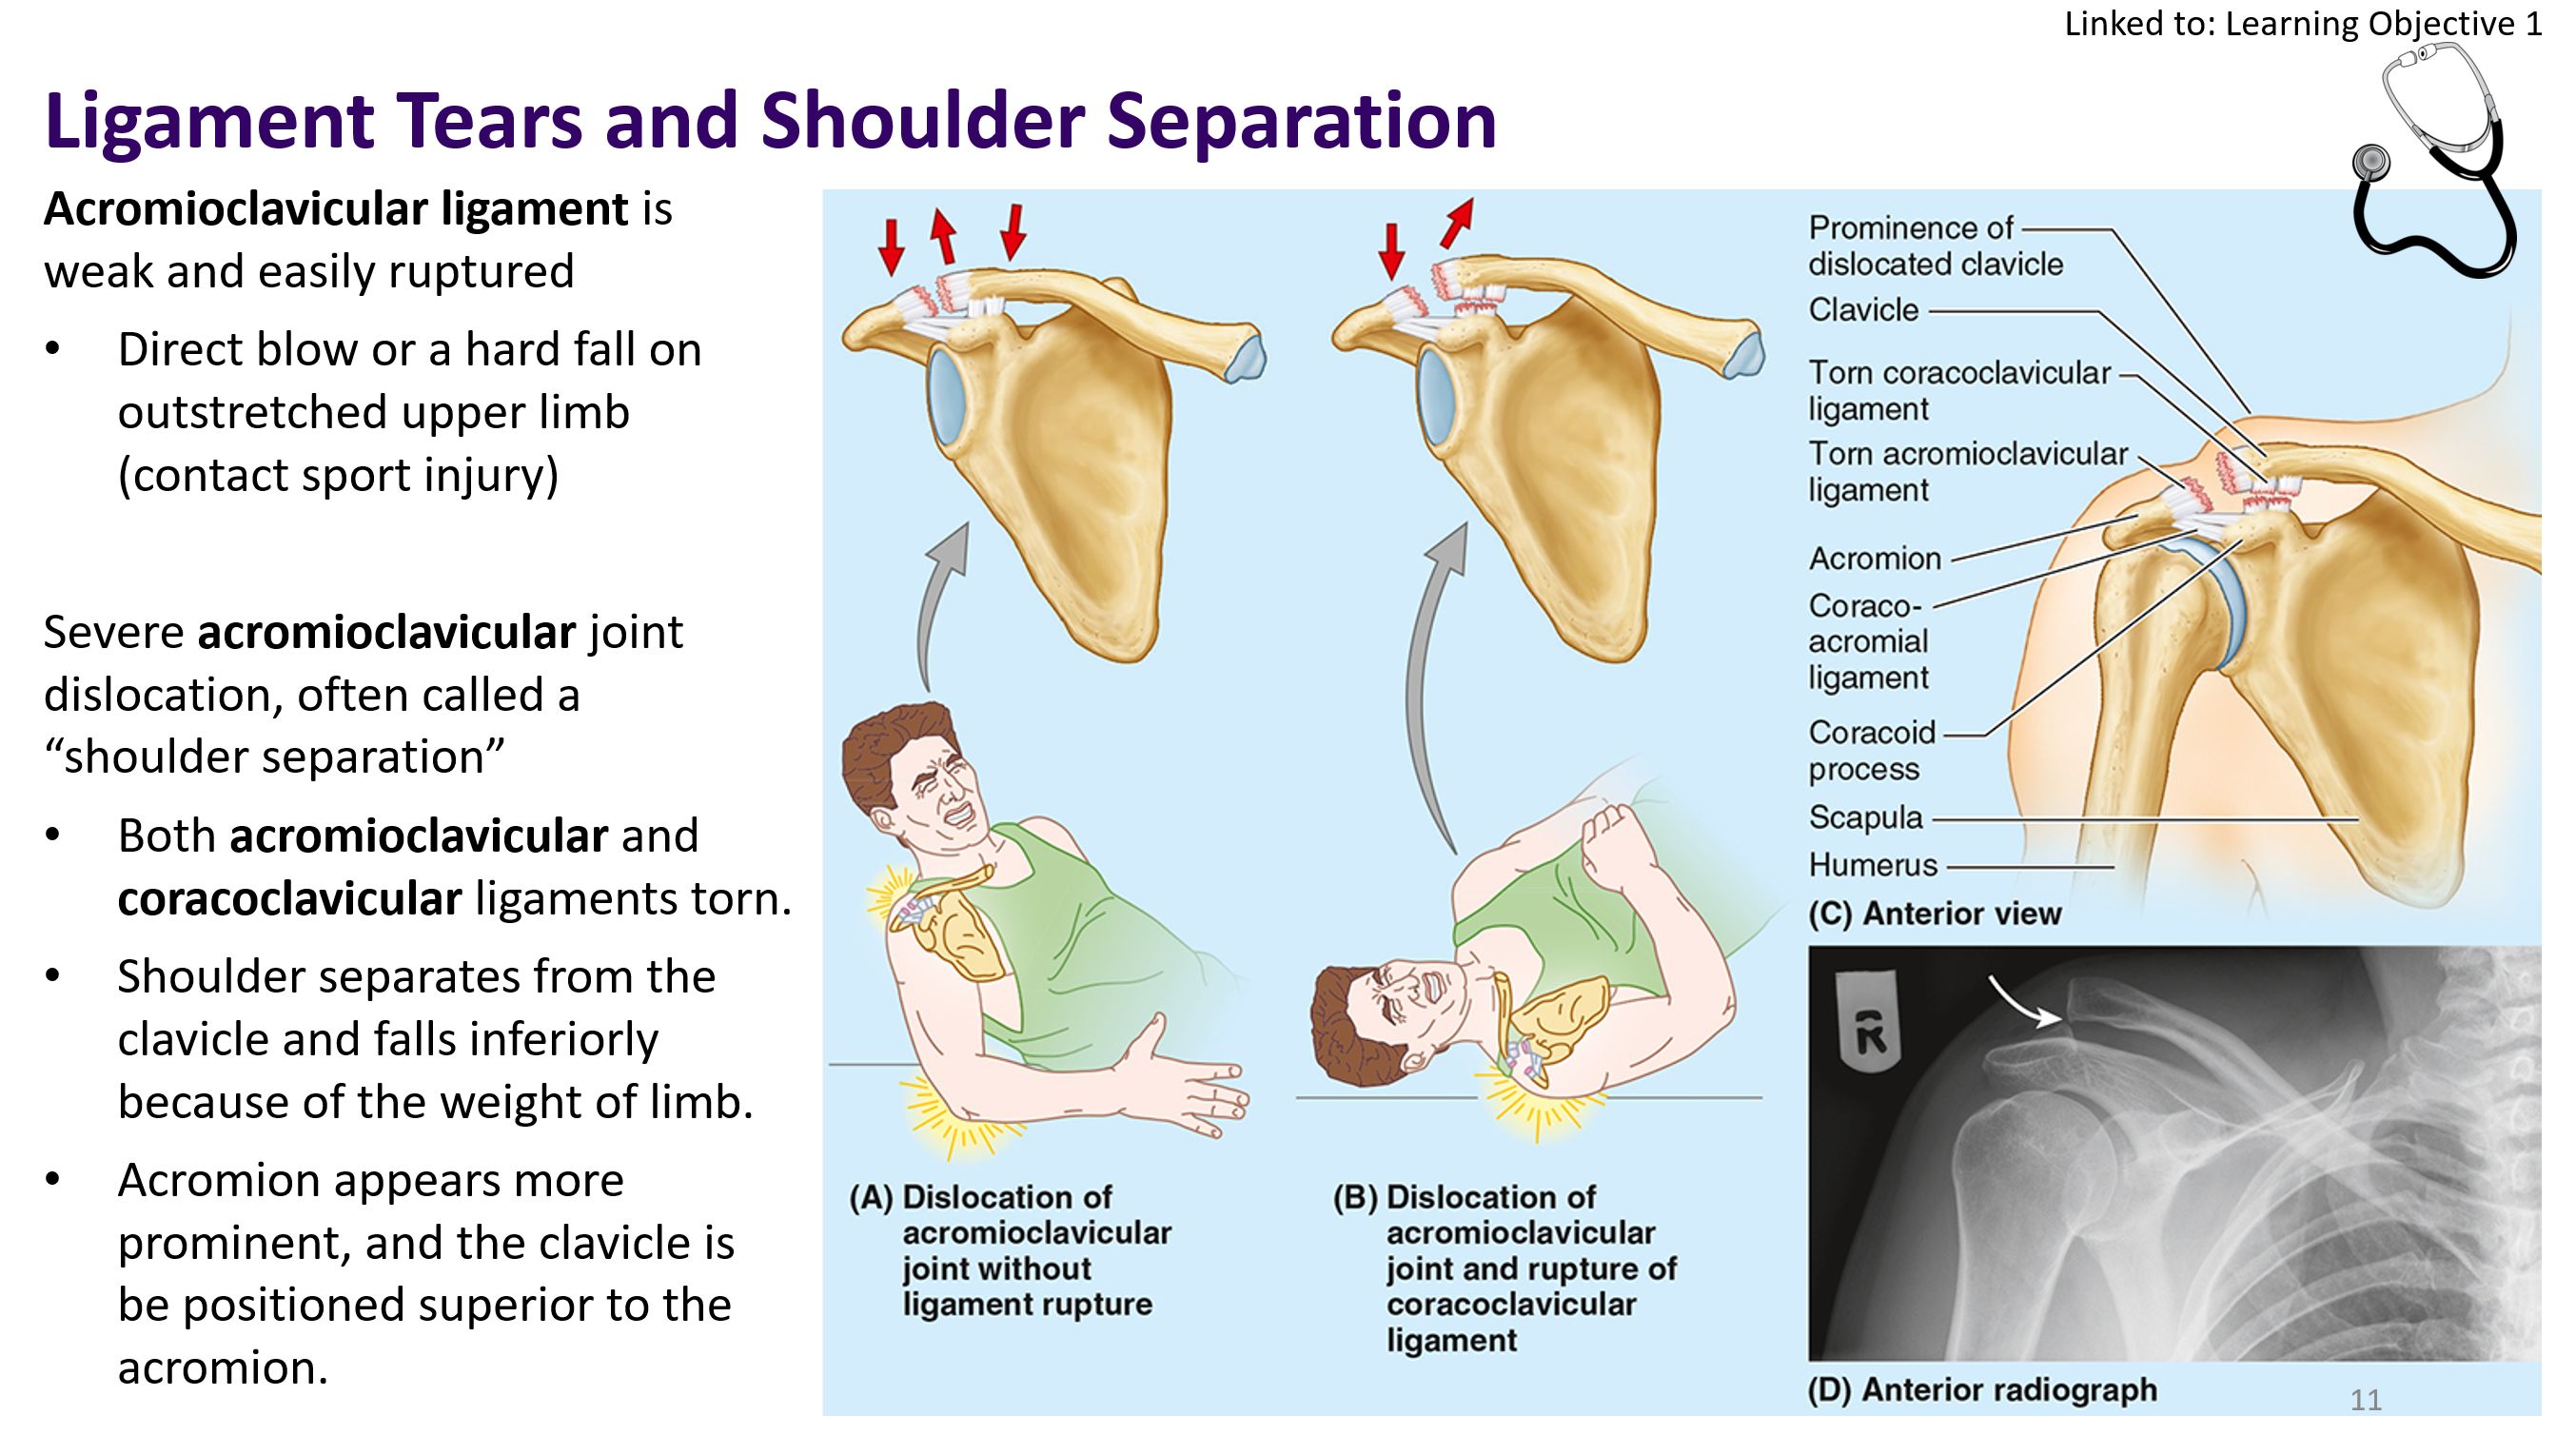 Linked to: Learning Objective 1
Ligament Tears and Shoulder Separation
Acromioclavicular ligament is
weak and easily ruptured
• Direct blow or a hard fall on
outstretched upper limb
(contact sport injury)
Severe acromioclavicular joint
dislocation, often called a
“shoulder separation”
• Both acromioclavicular and
coracoclavicular ligaments torn.
• Shoulder separates from the
clavicle and falls inferiorly
because of the weight of limb.
• Acromion appears more
prominent, and the clavicle is
be positioned superior to the
acromion.
(A) Dislocation of
acromioclavicular
joint without
ligament rupture
(B) Dislocation of
acromioclavicular
joint and rupture of
coracoclavicular
ligament
Prominence of
dislocated clavicle
Clavicle
Torn coracoclavicular
ligament
Torn acromioclavicular
ligament
Acromion
Coraco-
acromial
ligament
Coracoid
process
Scapula
Humerus
(C) Anterior view
R
(D) Anterior radiograph
11